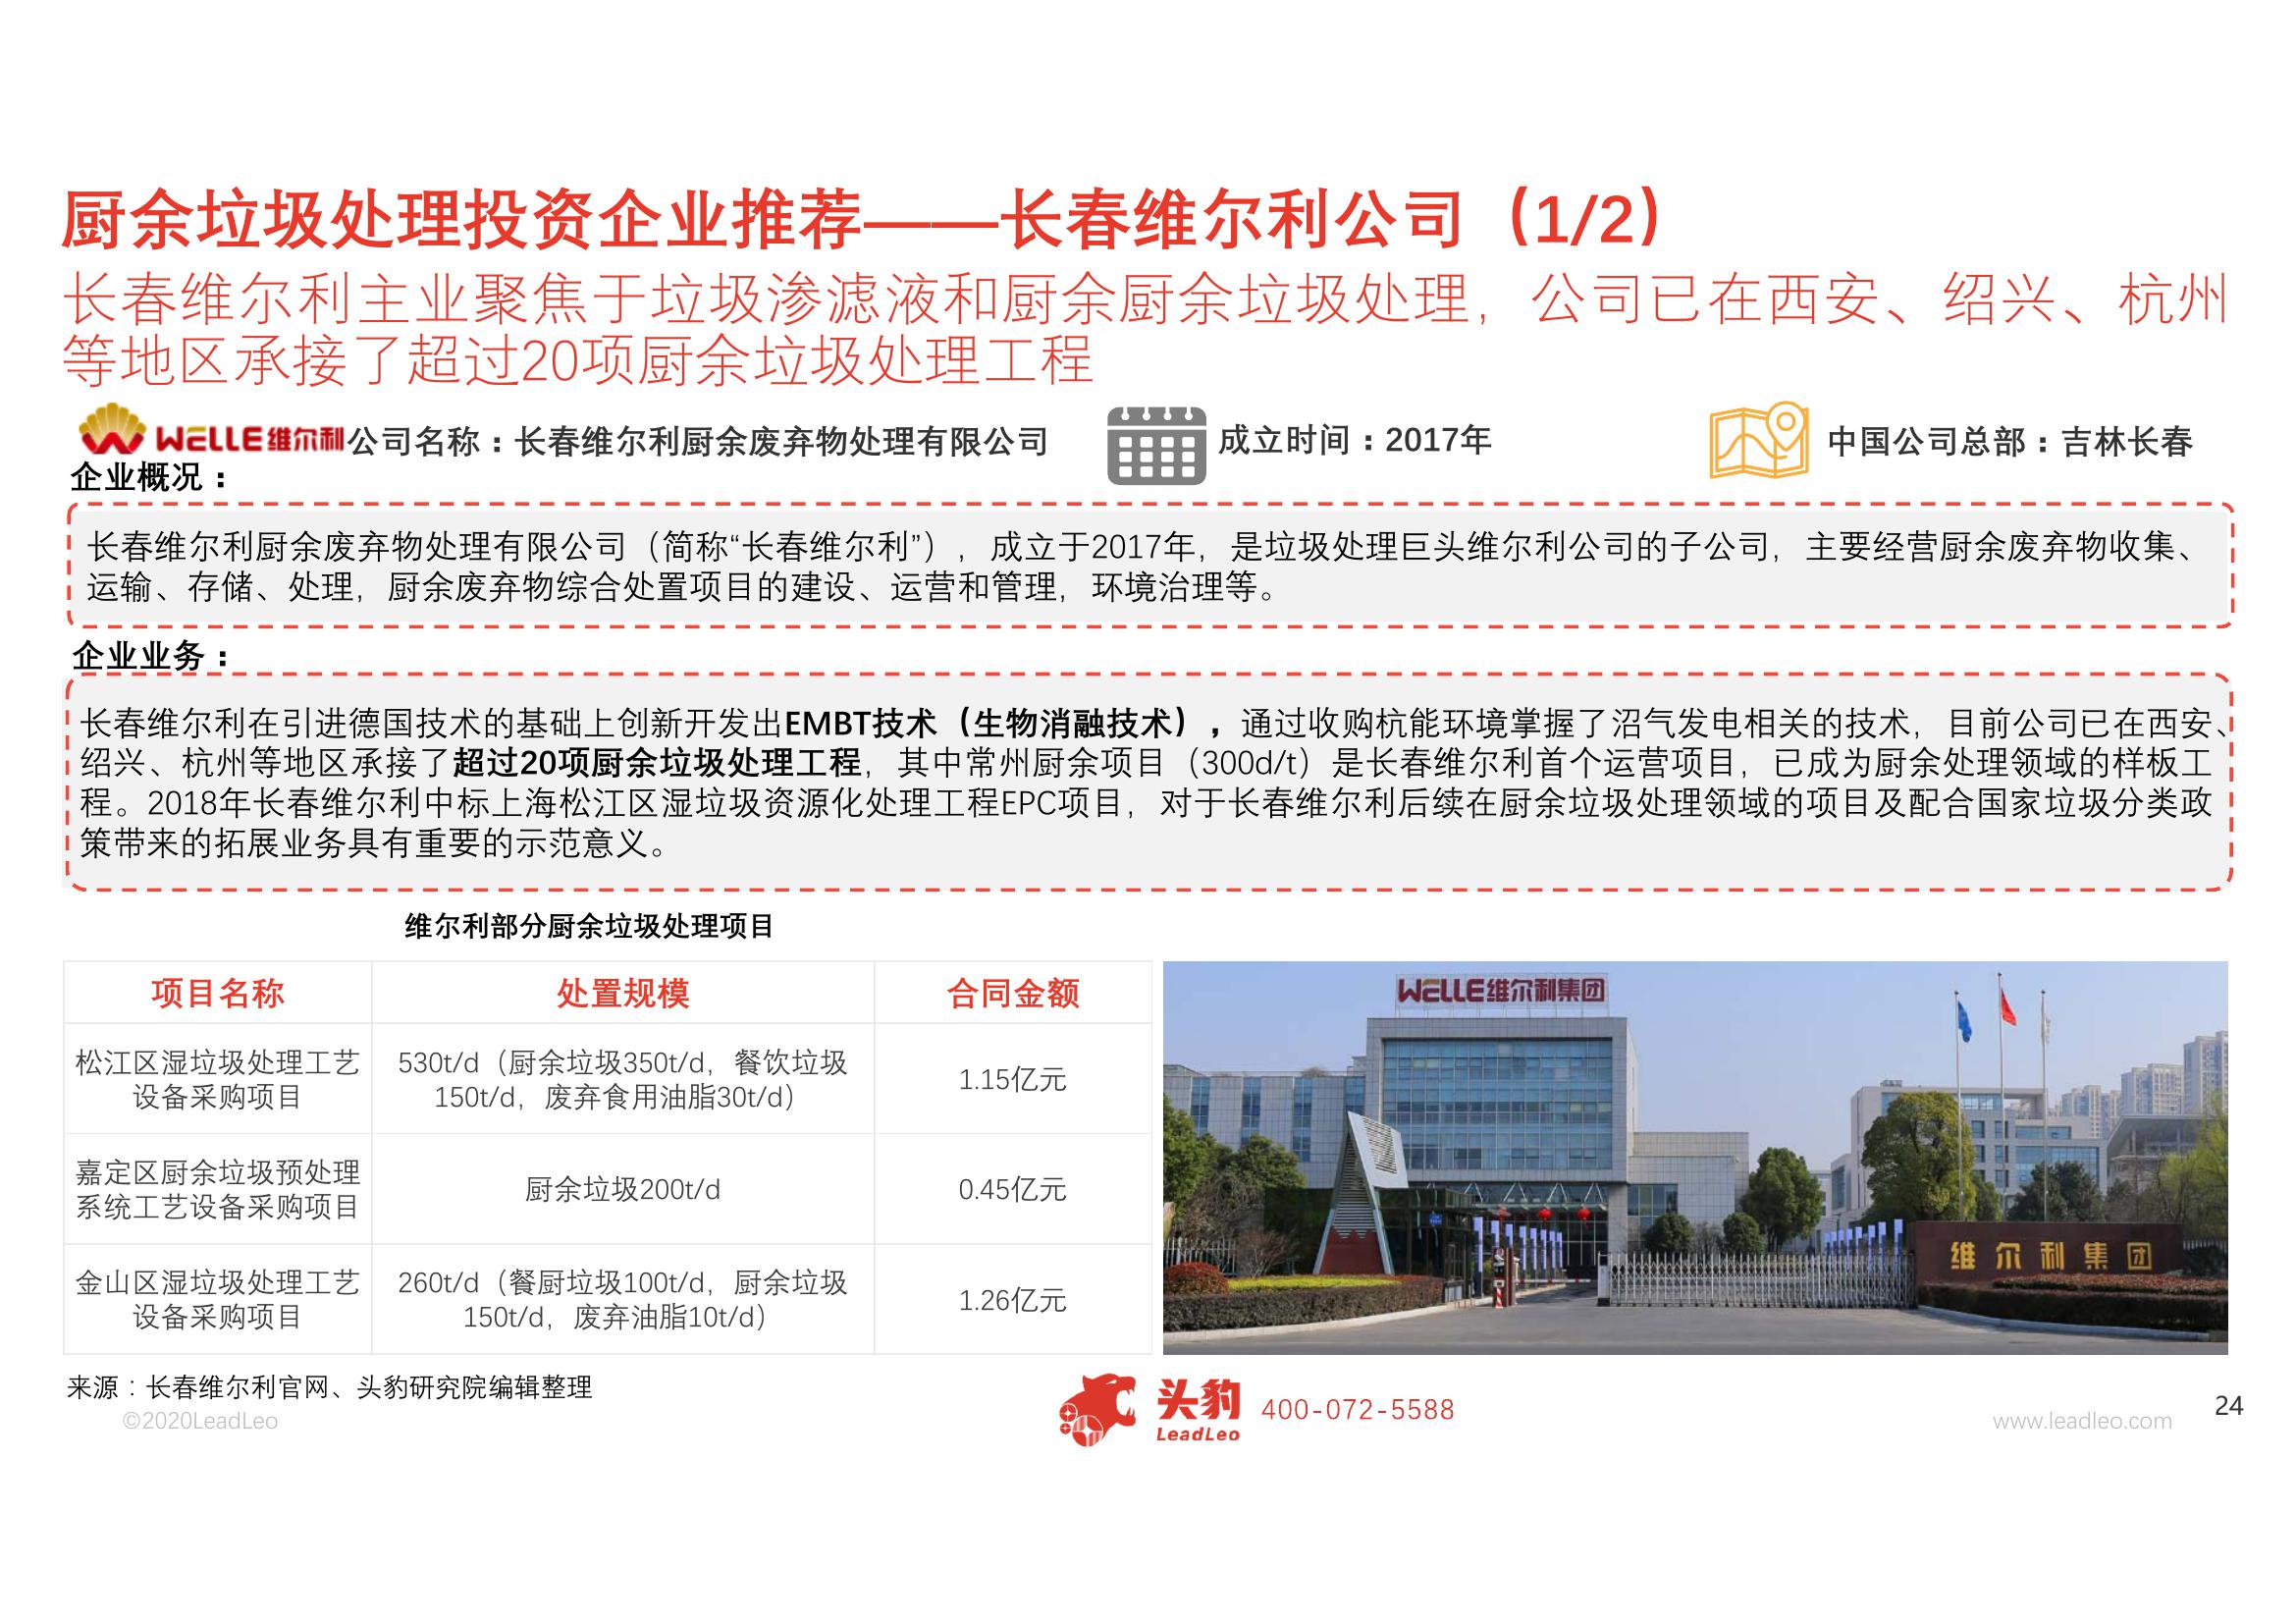 厨余垃圾处理投资企业推荐——长春维尔利公司（1/2）
长春维尔利主业聚焦于垃圾渗滤液和厨余厨余垃圾处理，公司已在西安、绍兴、杭州
等地区承接了超过20项厨余垃圾处理工程
WELLE维尔利 公司名称：长春维尔利厨余废弃物处理有限公司
成立时间：2017年
中国公司总部：吉林长春
企业概况：
长春维尔利厨余废弃物处理有限公司（简称“长春维尔利”），成立于2017年，是垃圾处理巨头维尔利公司的子公司，主要经营厨余废弃物收集、
运输、存储、处理，厨余废弃物综合处置项目的建设、运营和管理，环境治理等。
企业业务：
长春维尔利在引进德国技术的基础上创新开发出EMBT技术（生物消融技术），通过收购杭能环境掌握了沼气发电相关的技术，目前公司已在西安、
绍兴、杭州等地区承接了超过20项厨余垃圾处理工程，其中常州厨余项目（300d/t）是长春维尔利首个运营项目，已成为厨余处理领域的样板工
程。2018年长春维尔利中标上海松江区湿垃圾资源化处理工程EPC项目，对于长春维尔利后续在厨余垃圾处理领域的项目及配合国家垃圾分类政
策带来的拓展业务具有重要的示范意义。
维尔利部分厨余垃圾处理项目
项目名称 处置规模 合同金额
松江区湿垃圾处理工艺
设备采购项目
530t/d（厨余垃圾350t/d，餐饮垃圾
150t/d，废弃食用油脂30t/d）
1.15亿元
嘉定区厨余垃圾预处理
系统工艺设备采购项目
厨余垃圾200t/d
0.45亿元
金山区湿垃圾处理工艺
设备采购项目
260t/d（餐厨垃圾100t/d，厨余垃圾
150t/d，废弃油脂10t/d）
1.26亿元
WELLE维尔利集团
维尔利集团
来源：长春维尔利官网、头豹研究院编辑整理
©2020LeadLeo
头豹
LeadLeo
400-072-5588
www.leadleo.com
24